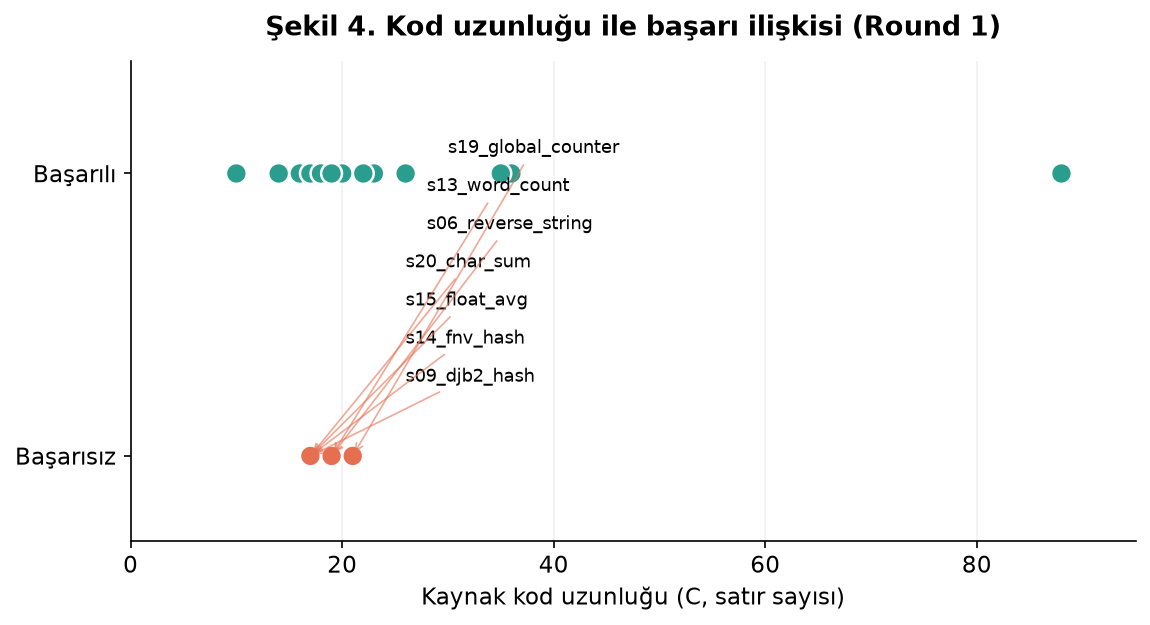 Şekil 4. Kod uzunluğu ile başarı ilişkisi (Round 1)
s19_global_counter
Başarılı
s13_word_count
s06_reverse_string
s20_char_sum
s15_float_avg
s14_fnv_hash
s09_djb2_hash
Başarısız
0 20 40 60 80
Kaynak kod uzunluğu (C, satır sayısı)